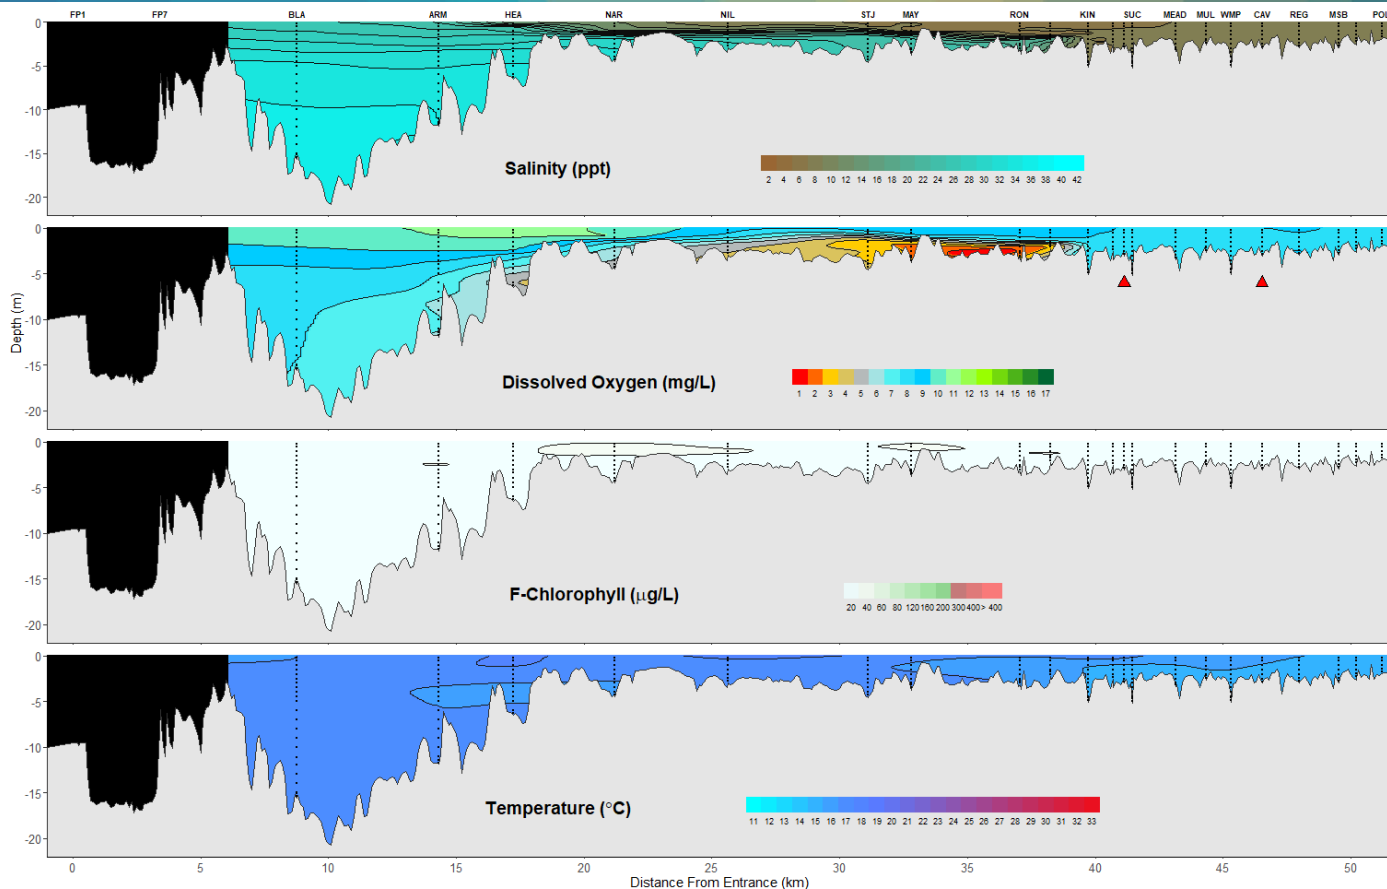 FP1 FP7 BLA ARM HEA NAR NIL STJ MAY RON KIN SUC MEAD MUL WMP CAV REG MSB POL
0
-5
-10
-15
-20
Salinity (ppt)
2 4 6 8 10 12 14 16 18 20 22 24 26 28 30 32 34 36 38 40 42
0
-5
-10
-15
-20
Dissolved Oxygen (mg/L)
1 2 3 4 5 6 7 8 9 10 11 12 13 14 15 16 17
Depth (m)
0
-5
-10
-15
-20
F-Chlorophyll (μg/L)
20 40 60 80 120 160 200 300 400 > 400
0
-5
-10
-15
-20
Temperature (°C)
11 12 13 14 15 16 17 18 19 20 21 22 23 24 25 26 27 28 29 30 31 32 33
0 5 10 15 20 25 30 35 40 45 50
Distance From Entrance (km)